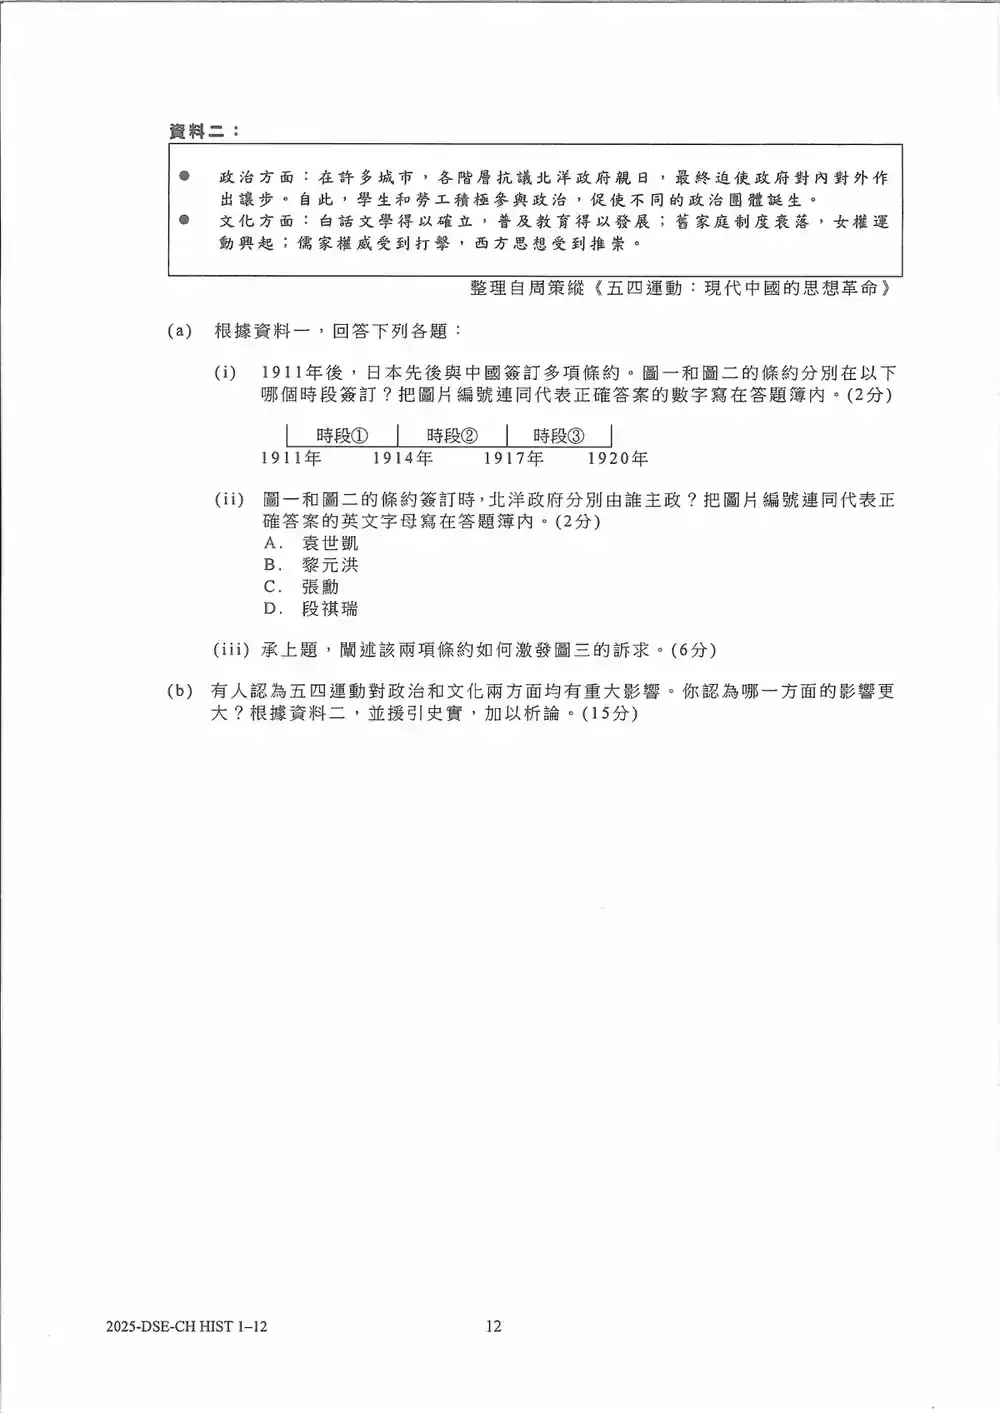 資料二：
● 政治方面：在許多城市，各階層抗議北洋政府親日，最終迫使政府對內對外作
出讓步。自此，學生和勞工積極參與政治，促使不同的政治團體誕生。
● 文化方面：白話文學得以確立，普及教育得以發展；舊家庭制度衰落，女權運
動興起；儒家權威受到打擊，西方思想受到推崇。
整理自周策縱《五四運動：現代中國的思想革命》
(a) 根據資料一，回答下列各題：
(i) 1911年後，日本先後與中國簽訂多項條約。圖一和圖二的條約分別在以下
哪個時段簽訂？把圖片編號連同代表正確答案的數字寫在答題簿內。(2分)
時段① 時段② 時段③
1911年 1914年 1917年 1920年
(ii) 圖一和圖二的條約簽訂時，北洋政府分別由誰主政？把圖片編號連同代表正
確答案的英文字母寫在答題簿內。(2分)
A. 袁世凱
B. 黎元洪
C. 張勳
D. 段祺瑞
(iii) 承上題，闡述該兩項條約如何激發圖三的訴求。(6分)
(b) 有人認為五四運動對政治和文化兩方面均有重大影響。你認為哪一方面的影響更
大？根據資料二，並援引史實，加以析論。(15分)
2025-DSE-CH HIST 1–12 12